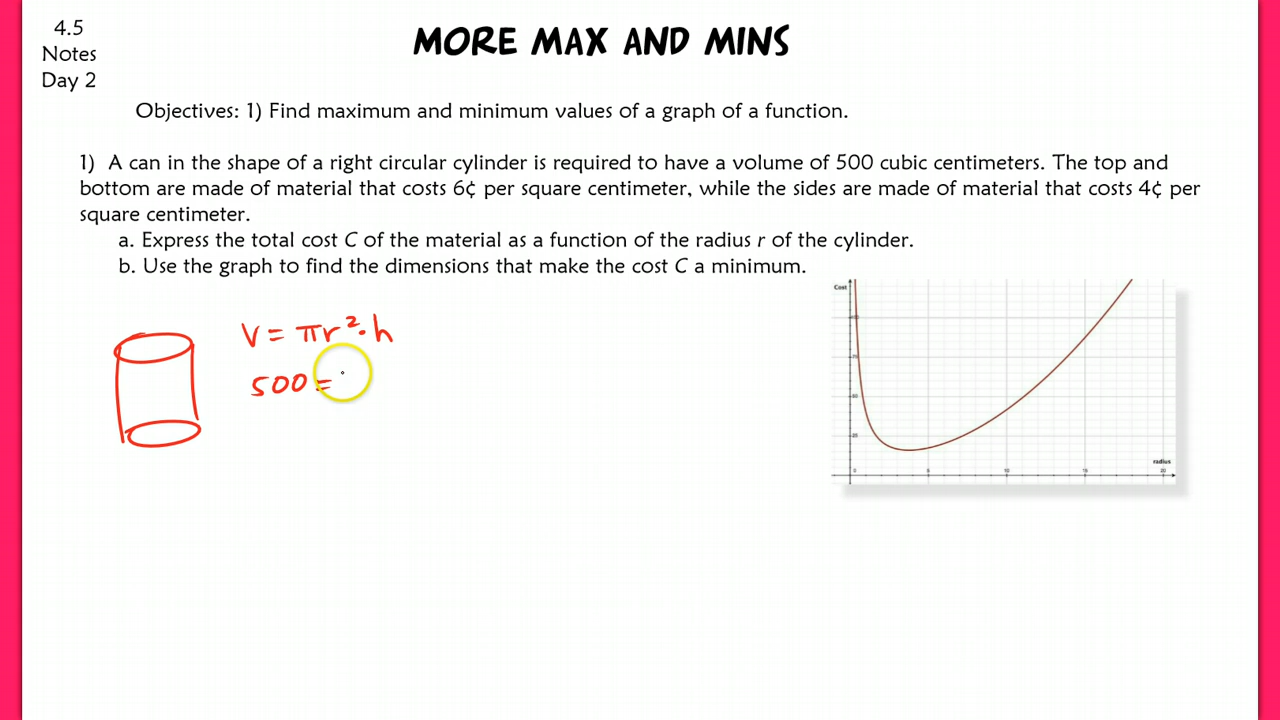 4.5
Notes
Day 2
MORE MAX AND MINS
Objectives: 1) Find maximum and minimum values of a graph of a function.
1) A can in the shape of a right circular cylinder is required to have a volume of 500 cubic centimeters. The top and
bottom are made of material that costs 6¢ per square centimeter, while the sides are made of material that costs 4¢ per
square centimeter.
a. Express the total cost C of the material as a function of the radius r of the cylinder.
b. Use the graph to find the dimensions that make the cost C a minimum.
V = πr²·h
500 =
Cost
radius
0 5 10 15 20